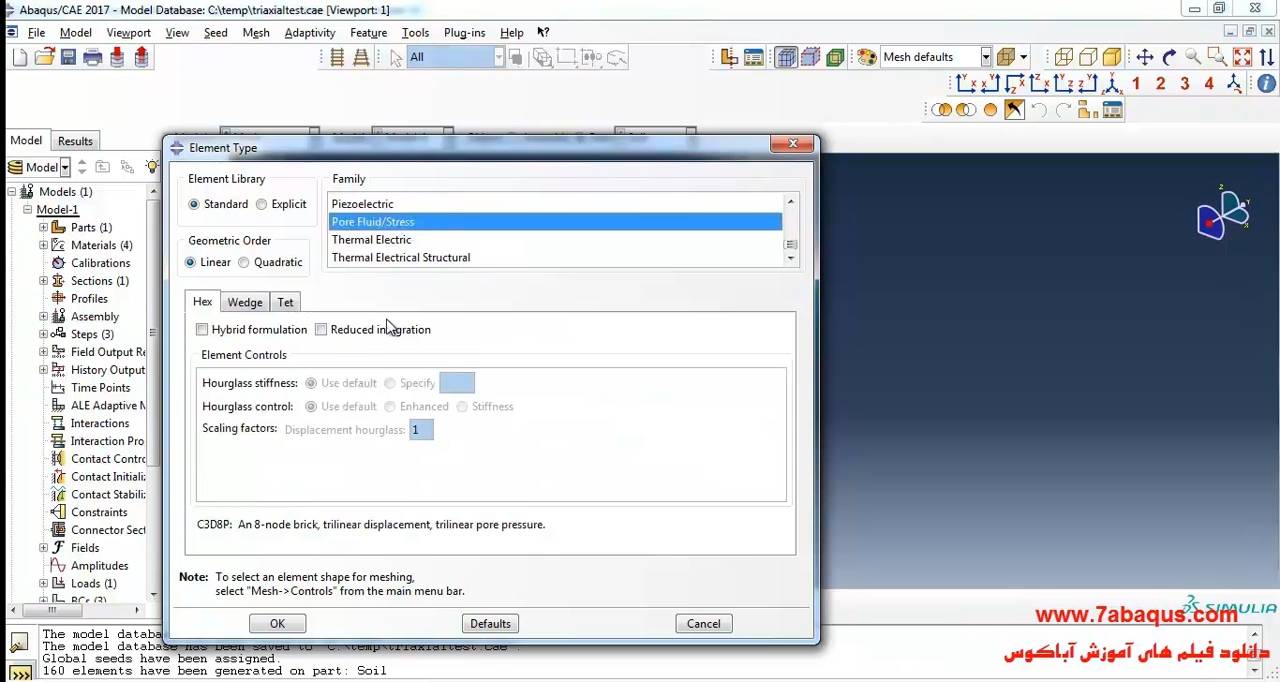 Abaqus/CAE 2017 - Model Database: C:\temp\triaxialtest.cae [Viewport: 1]
File Model Viewport View Seed Mesh Adaptivity Feature Tools Plug-ins Help
All
Mesh defaults
1 2 3 4
Model Results
Model
Models (1)
Model-1
Parts (1)
Materials (4)
Calibrations
Sections (1)
Profiles
Assembly
Steps (3)
Field Output Re
History Output
Time Points
ALE Adaptive M
Interactions
Interaction Pro
Contact Contro
Contact Initializ
Contact Stabiliz
Constraints
Connector Sect
Fields
Amplitudes
Loads (1)
BCs (3)
Element Type
Element Library
Standard Explicit
Geometric Order
Linear Quadratic
Family
Piezoelectric
Pore Fluid/Stress
Thermal Electric
Thermal Electrical Structural
Hex Wedge Tet
Hybrid formulation Reduced integration
Element Controls
Hourglass stiffness: Use default Specify
Hourglass control: Use default Enhanced Stiffness
Scaling factors: Displacement hourglass: 1
C3D8P: An 8-node brick, trilinear displacement, trilinear pore pressure.
Note: To select an element shape for meshing,
select "Mesh->Controls" from the main menu bar.
OK Defaults Cancel
SIMULIA
www.7abaqus.com
دانلود فیلم های آموزش آباکوس
The model databa
The model database has been saved to "C:\temp\triaxialtest.cae".
Global seeds have been assigned.
160 elements have been generated on part: Soil